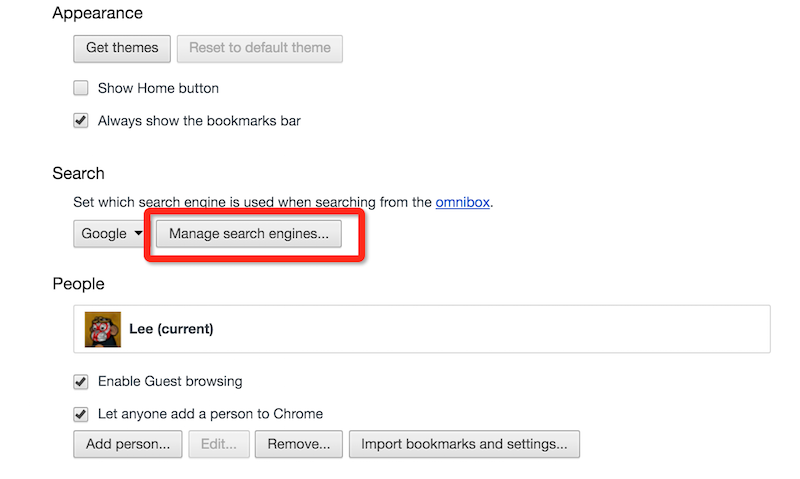 Appearance
Get themes Reset to default theme
Show Home button
Always show the bookmarks bar
Search
Set which search engine is used when searching from the omnibox.
Google Manage search engines...
People
Lee (current)
Enable Guest browsing
Let anyone add a person to Chrome
Add person... Edit... Remove... Import bookmarks and settings...